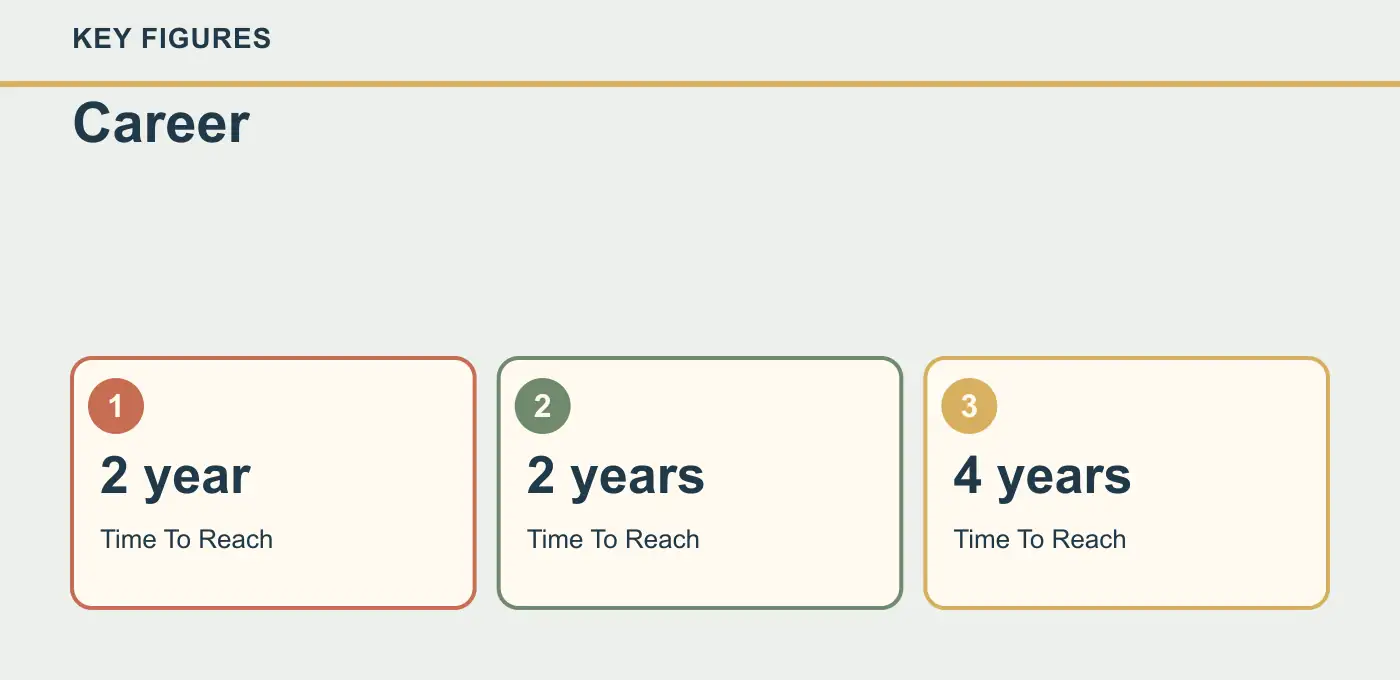 KEY FIGURES
Career
1
2 year
Time To Reach
2
2 years
Time To Reach
3
4 years
Time To Reach